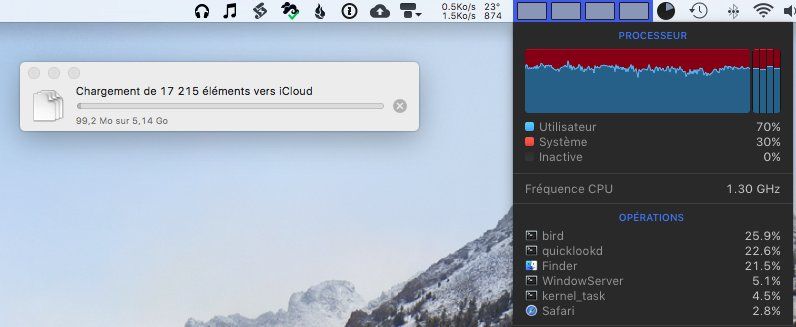 0.5Ko/s 23°
1.5Ko/s 874
PROCESSEUR
Chargement de 17 215 éléments vers iCloud
99,2 Mo sur 5,14 Go
Utilisateur 70%
Système 30%
Inactive 0%
Fréquence CPU 1.30 GHz
OPÉRATIONS
bird 25.9%
quicklookd 22.6%
Finder 21.5%
WindowServer 5.1%
kernel_task 4.5%
Safari 2.8%